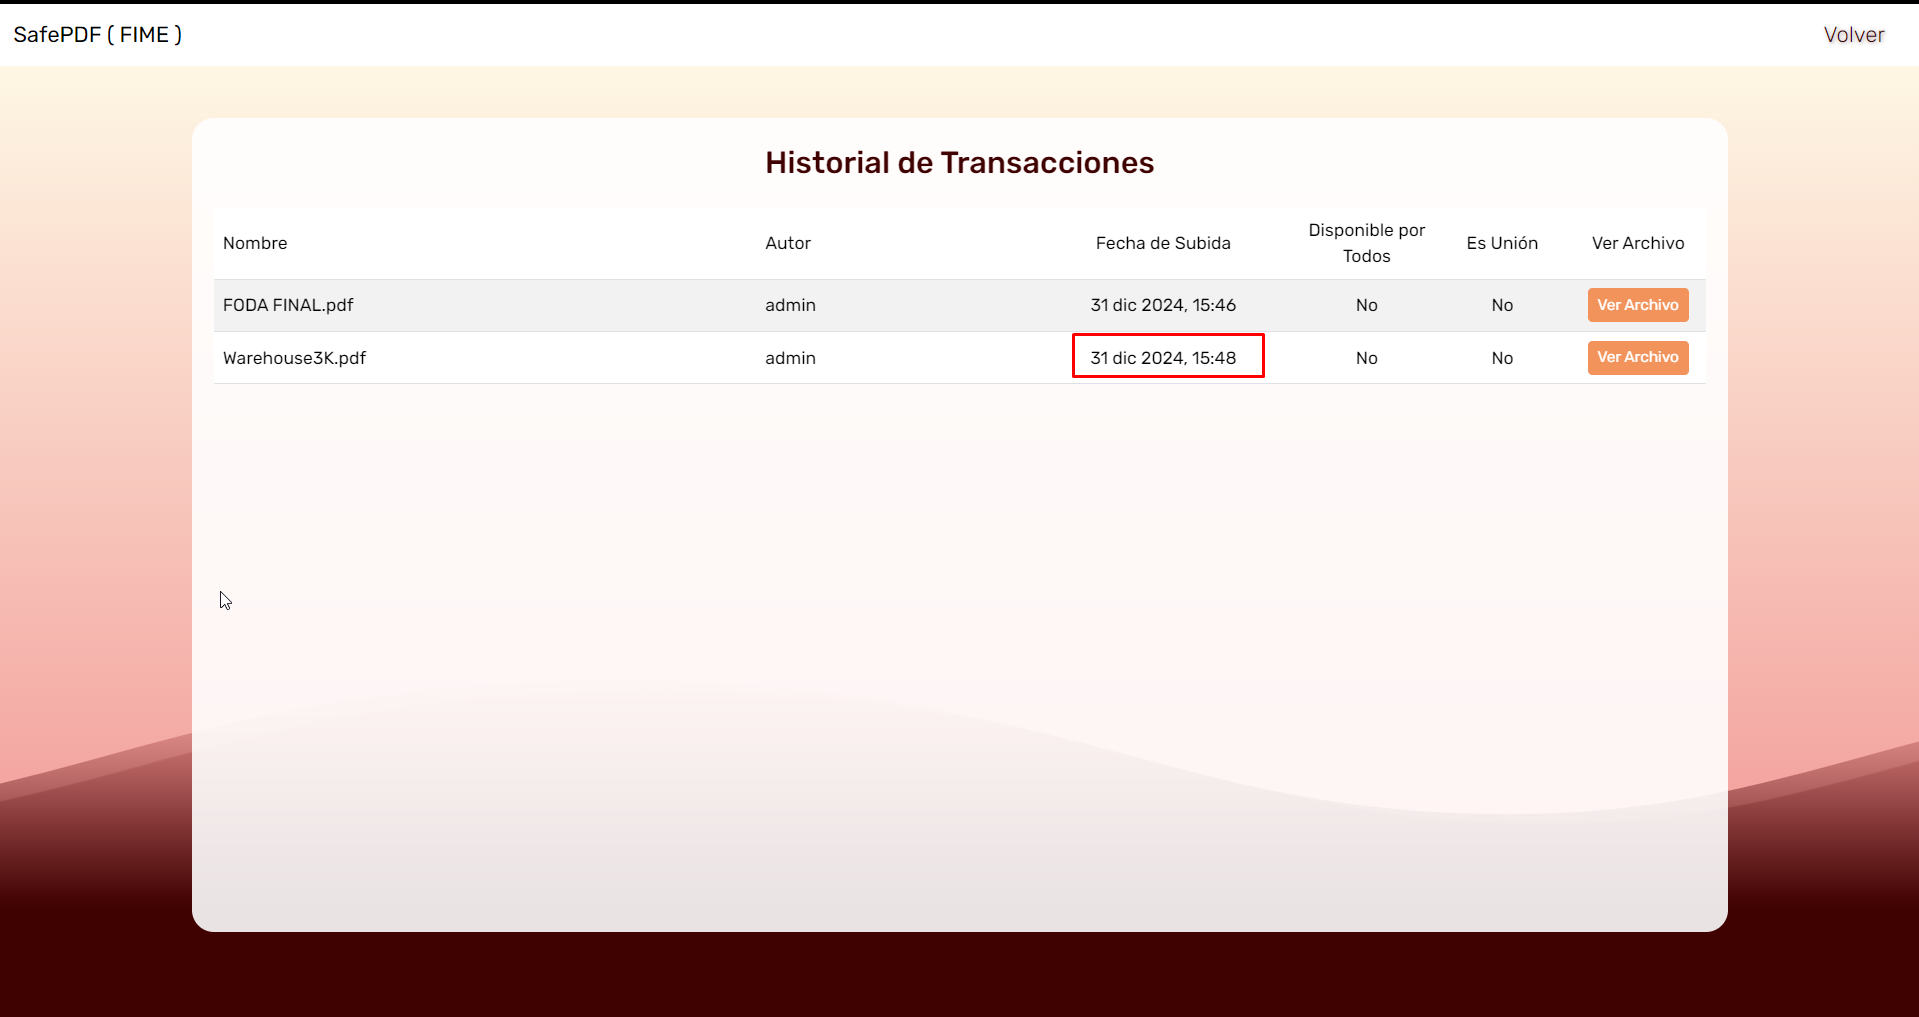 SafePDF ( FIME )
Volver
Historial de Transacciones
Nombre Autor Fecha de Subida Disponible por Todos Es Unión Ver Archivo
FODA FINAL.pdf admin 31 dic 2024, 15:46 No No Ver Archivo
Warehouse3K.pdf admin 31 dic 2024, 15:48 No No Ver Archivo